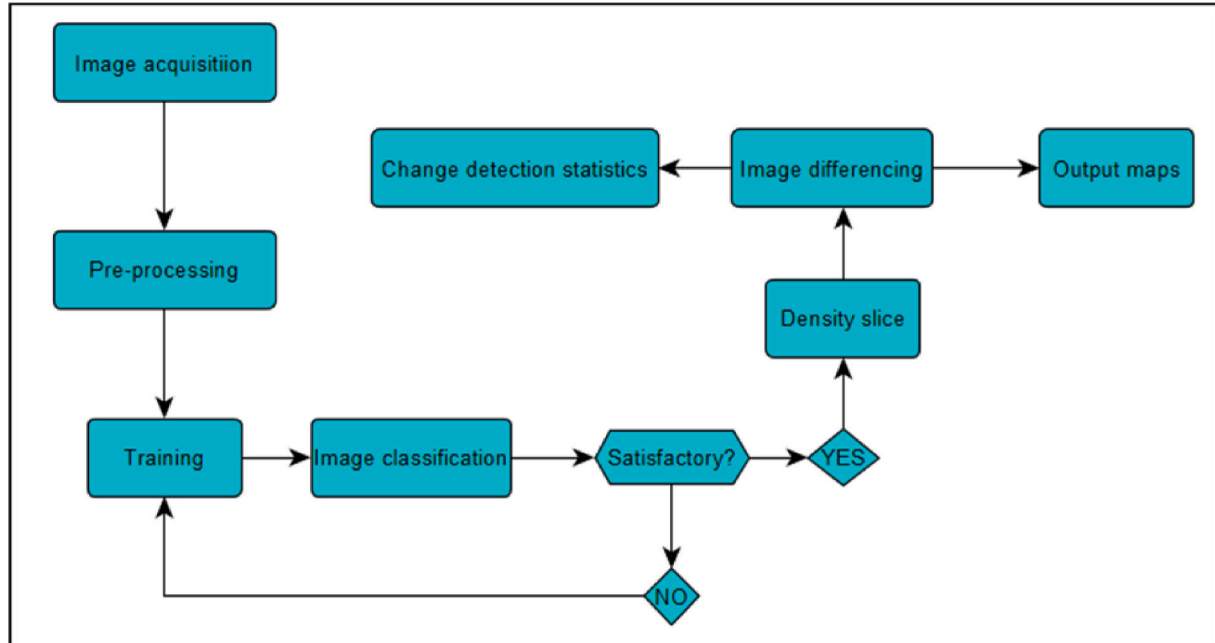 Image acquisitiion
Change detection statistics
Image differencing
Output maps
Pre-processing
Density slice
Training
Image classification
Satisfactory?
YES
NO